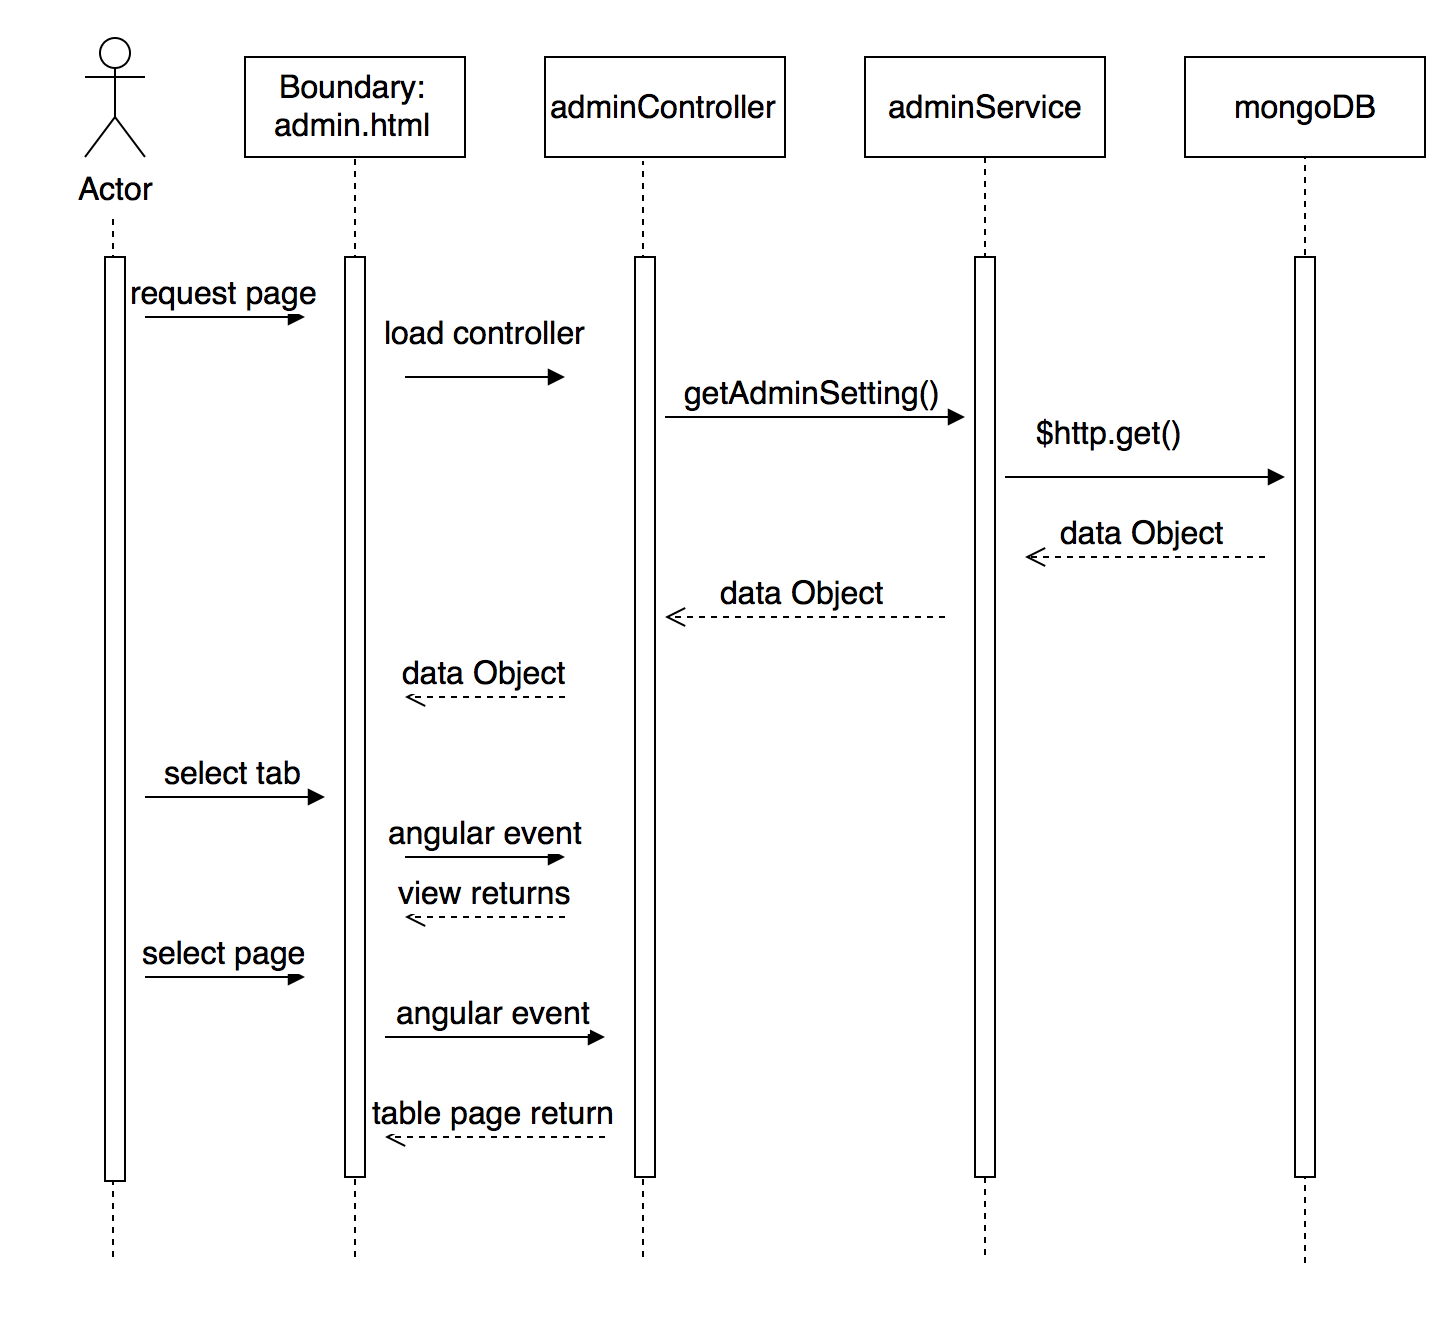 Boundary:
admin.html
adminController
adminService
mongoDB
Actor
request page
load controller
getAdminSetting()
$http.get()
data Object
data Object
data Object
select tab
angular event
view returns
select page
angular event
table page return